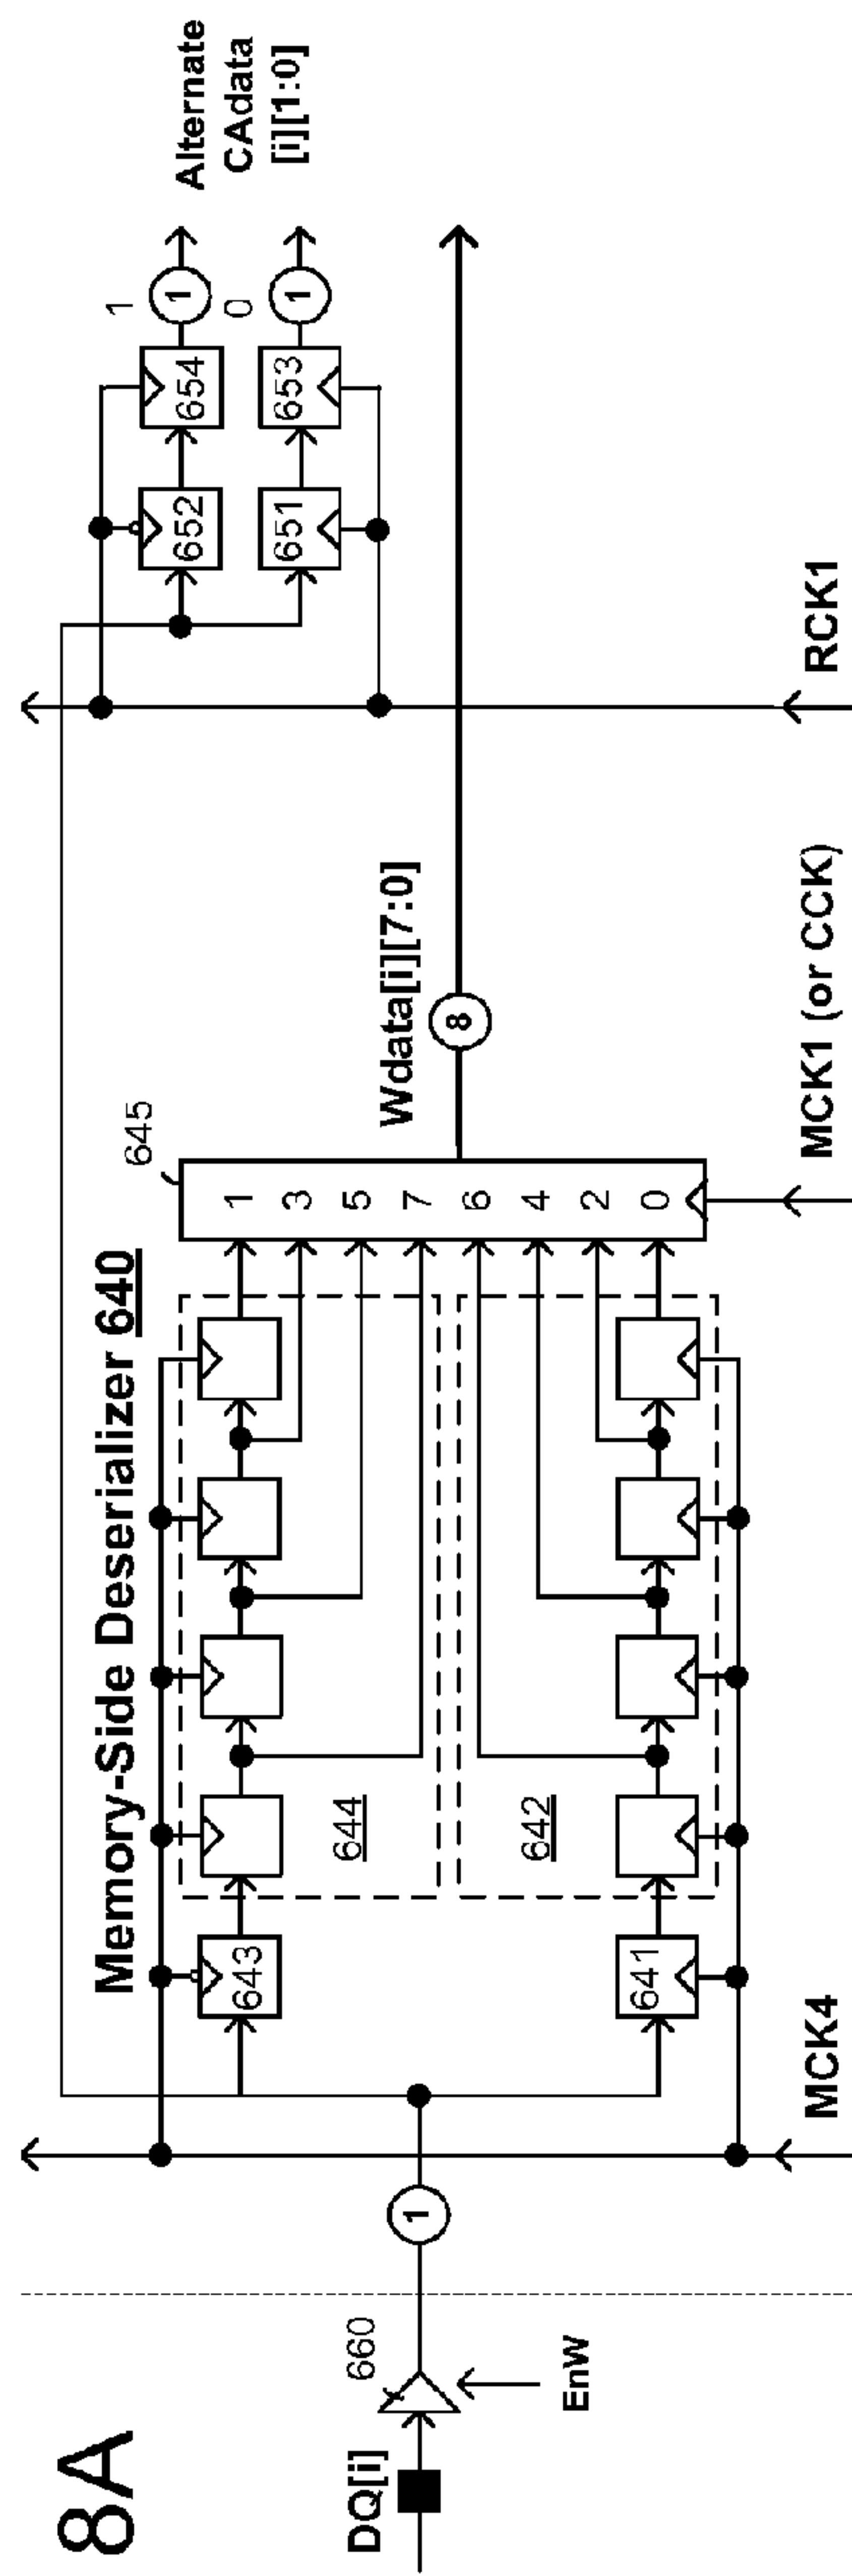 8A
Memory-Side Deserializer 640
645
Alternate
CAdata
[i][1:0]
1
1
0
1
654
653
652
651
DQ[i]
660
EnW
1
643
641
644
642
1
3
5
7
6
4
2
0
Wdata[i][7:0]
8
MCK4
MCK1 (or CCK)
RCK1